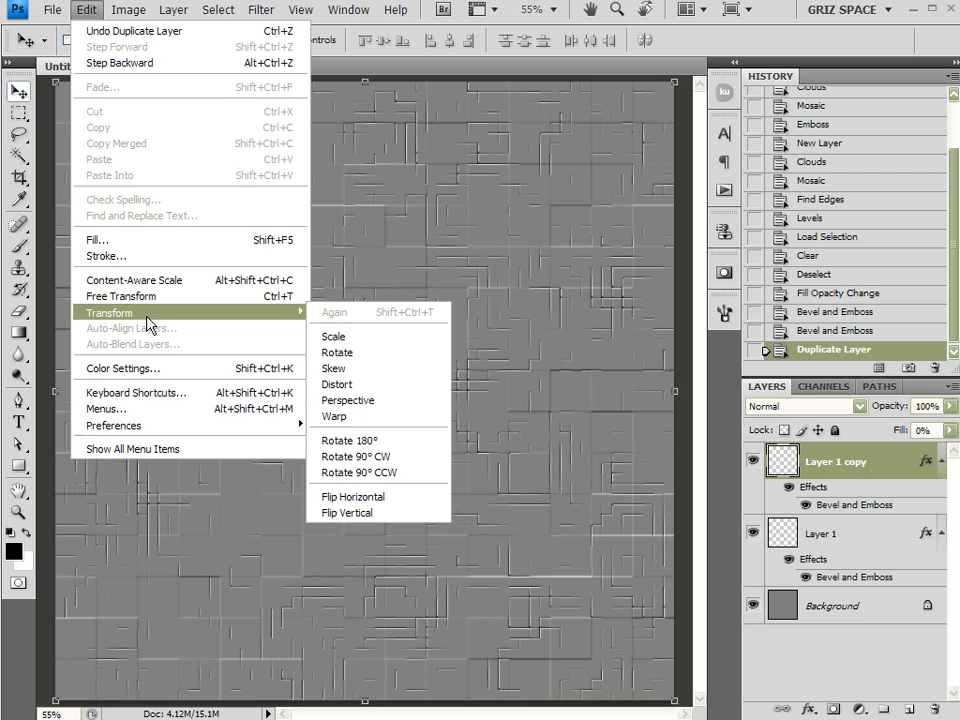 Ps Edit File Image Layer Select Filter View Window Help Br 55% GRIZ SPACE
Undo Duplicate Layer Ctrl+Z
Step Forward Shift+Ctrl+Z
Step Backward Alt+Ctrl+Z
Fade... Shift+Ctrl+F
Cut Ctrl+X
Copy Ctrl+C
Copy Merged Shift+Ctrl+C
Paste Ctrl+V
Paste Into Shift+Ctrl+V
Check Spelling...
Find and Replace Text...
Fill... Shift+F5
Stroke...
Content-Aware Scale Alt+Shift+Ctrl+C
Free Transform Ctrl+T
Transform
Auto-Align Layers...
Auto-Blend Layers...
Color Settings... Shift+Ctrl+K
Keyboard Shortcuts... Alt+Shift+Ctrl+K
Menus... Alt+Shift+Ctrl+M
Preferences
Show All Menu Items
Again Shift+Ctrl+T
Scale
Rotate
Skew
Distort
Perspective
Warp
Rotate 180°
Rotate 90° CW
Rotate 90° CCW
Flip Horizontal
Flip Vertical
ntrols
Untit
ku
HISTORY
Clouds
Mosaic
Emboss
New Layer
Clouds
Mosaic
Find Edges
Levels
Load Selection
Clear
Deselect
Fill Opacity Change
Bevel and Emboss
Bevel and Emboss
Duplicate Layer
LAYERS CHANNELS PATHS
Normal Opacity: 100%
Lock: Fill: 0%
Layer 1 copy fx
Effects
Bevel and Emboss
Layer 1 fx
Effects
Bevel and Emboss
Background
fx.
55% Doc: 4.12M/15.1M